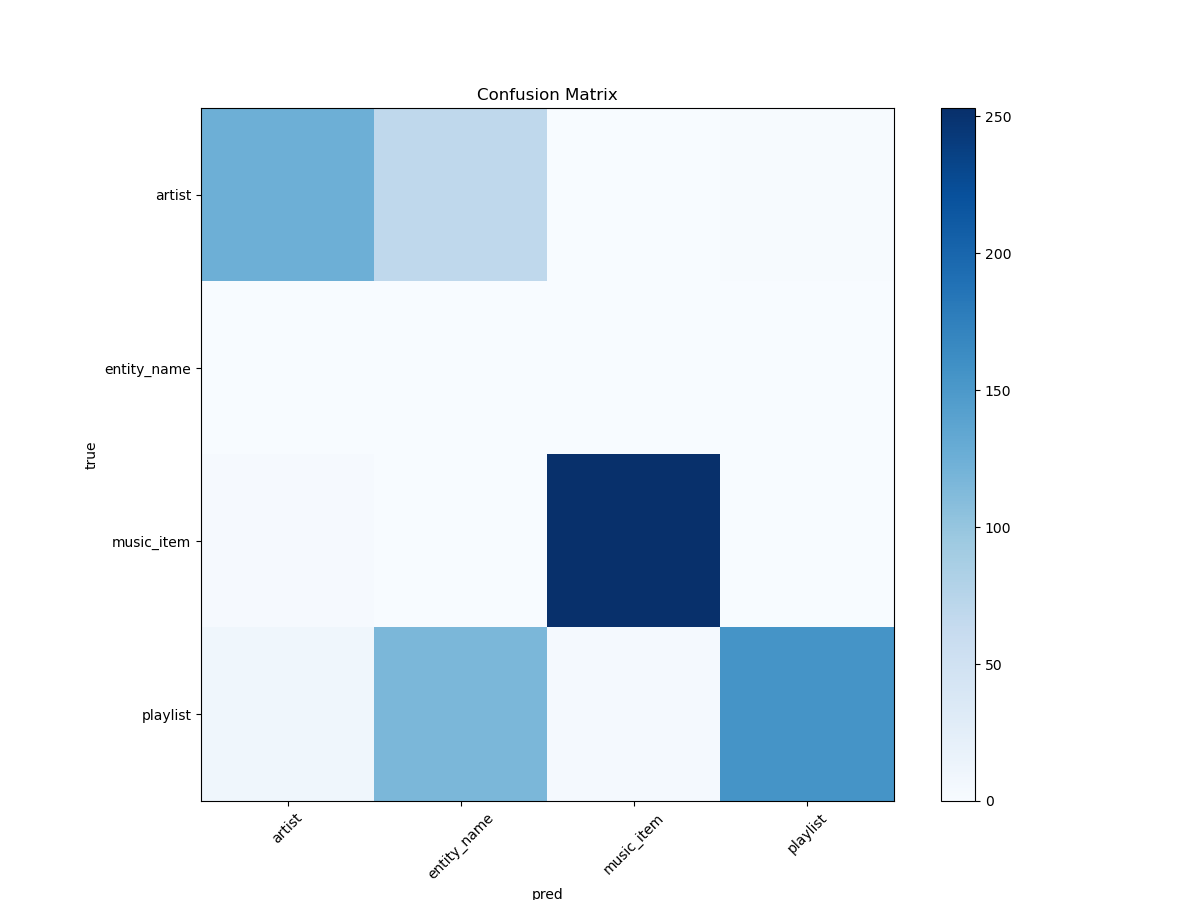 Confusion Matrix
artist
entity_name
music_item
playlist
true
artist
entity_name
music_item
playlist
pred
250
200
150
100
50
0